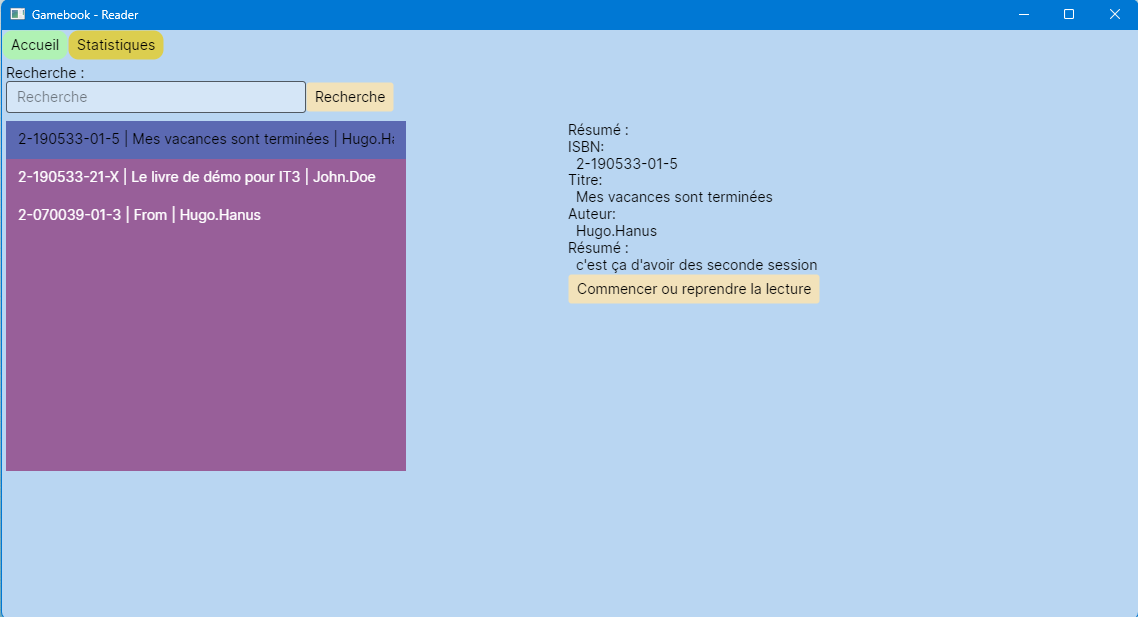 Gamebook - Reader
Accueil Statistiques
Recherche :
Recherche Recherche
2-190533-01-5 | Mes vacances sont terminées | Hugo.Ha
2-190533-21-X | Le livre de démo pour IT3 | John.Doe
2-070039-01-3 | From | Hugo.Hanus
Résumé :
ISBN:
2-190533-01-5
Titre:
Mes vacances sont terminées
Auteur:
Hugo.Hanus
Résumé :
c'est ça d'avoir des seconde session
Commencer ou reprendre la lecture